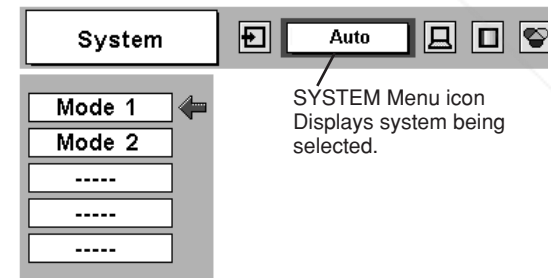 System
Auto
SYSTEM Menu icon
Displays system being
selected.
Mode 1
Mode 2
-----
-----
-----